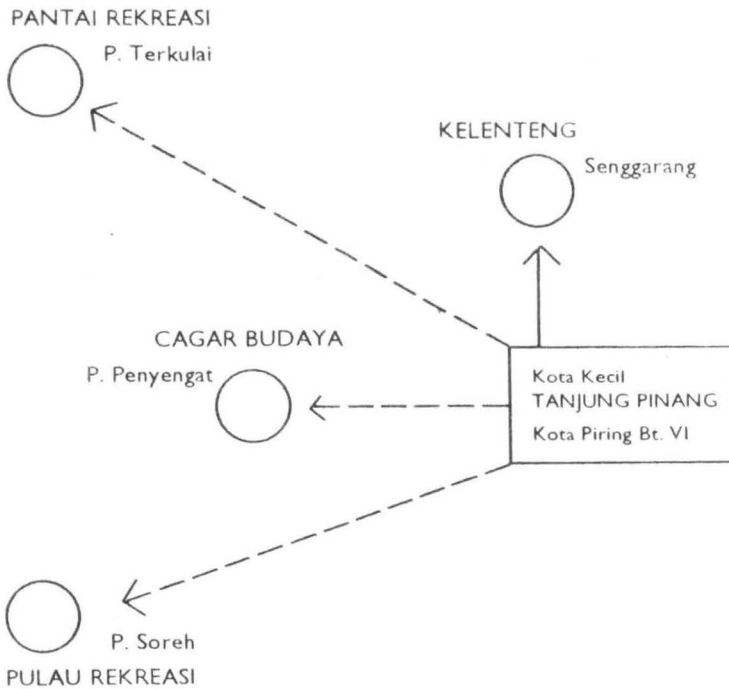 PANTAI REKREASI
P. Terkulai
KELENTENG
Senggarang
CAGAR BUDAYA
P. Penyengat
Kota Kecil
TANJUNG PINANG
Kota Piring Bt. VI
P. Soreh
PULAU REKREASI